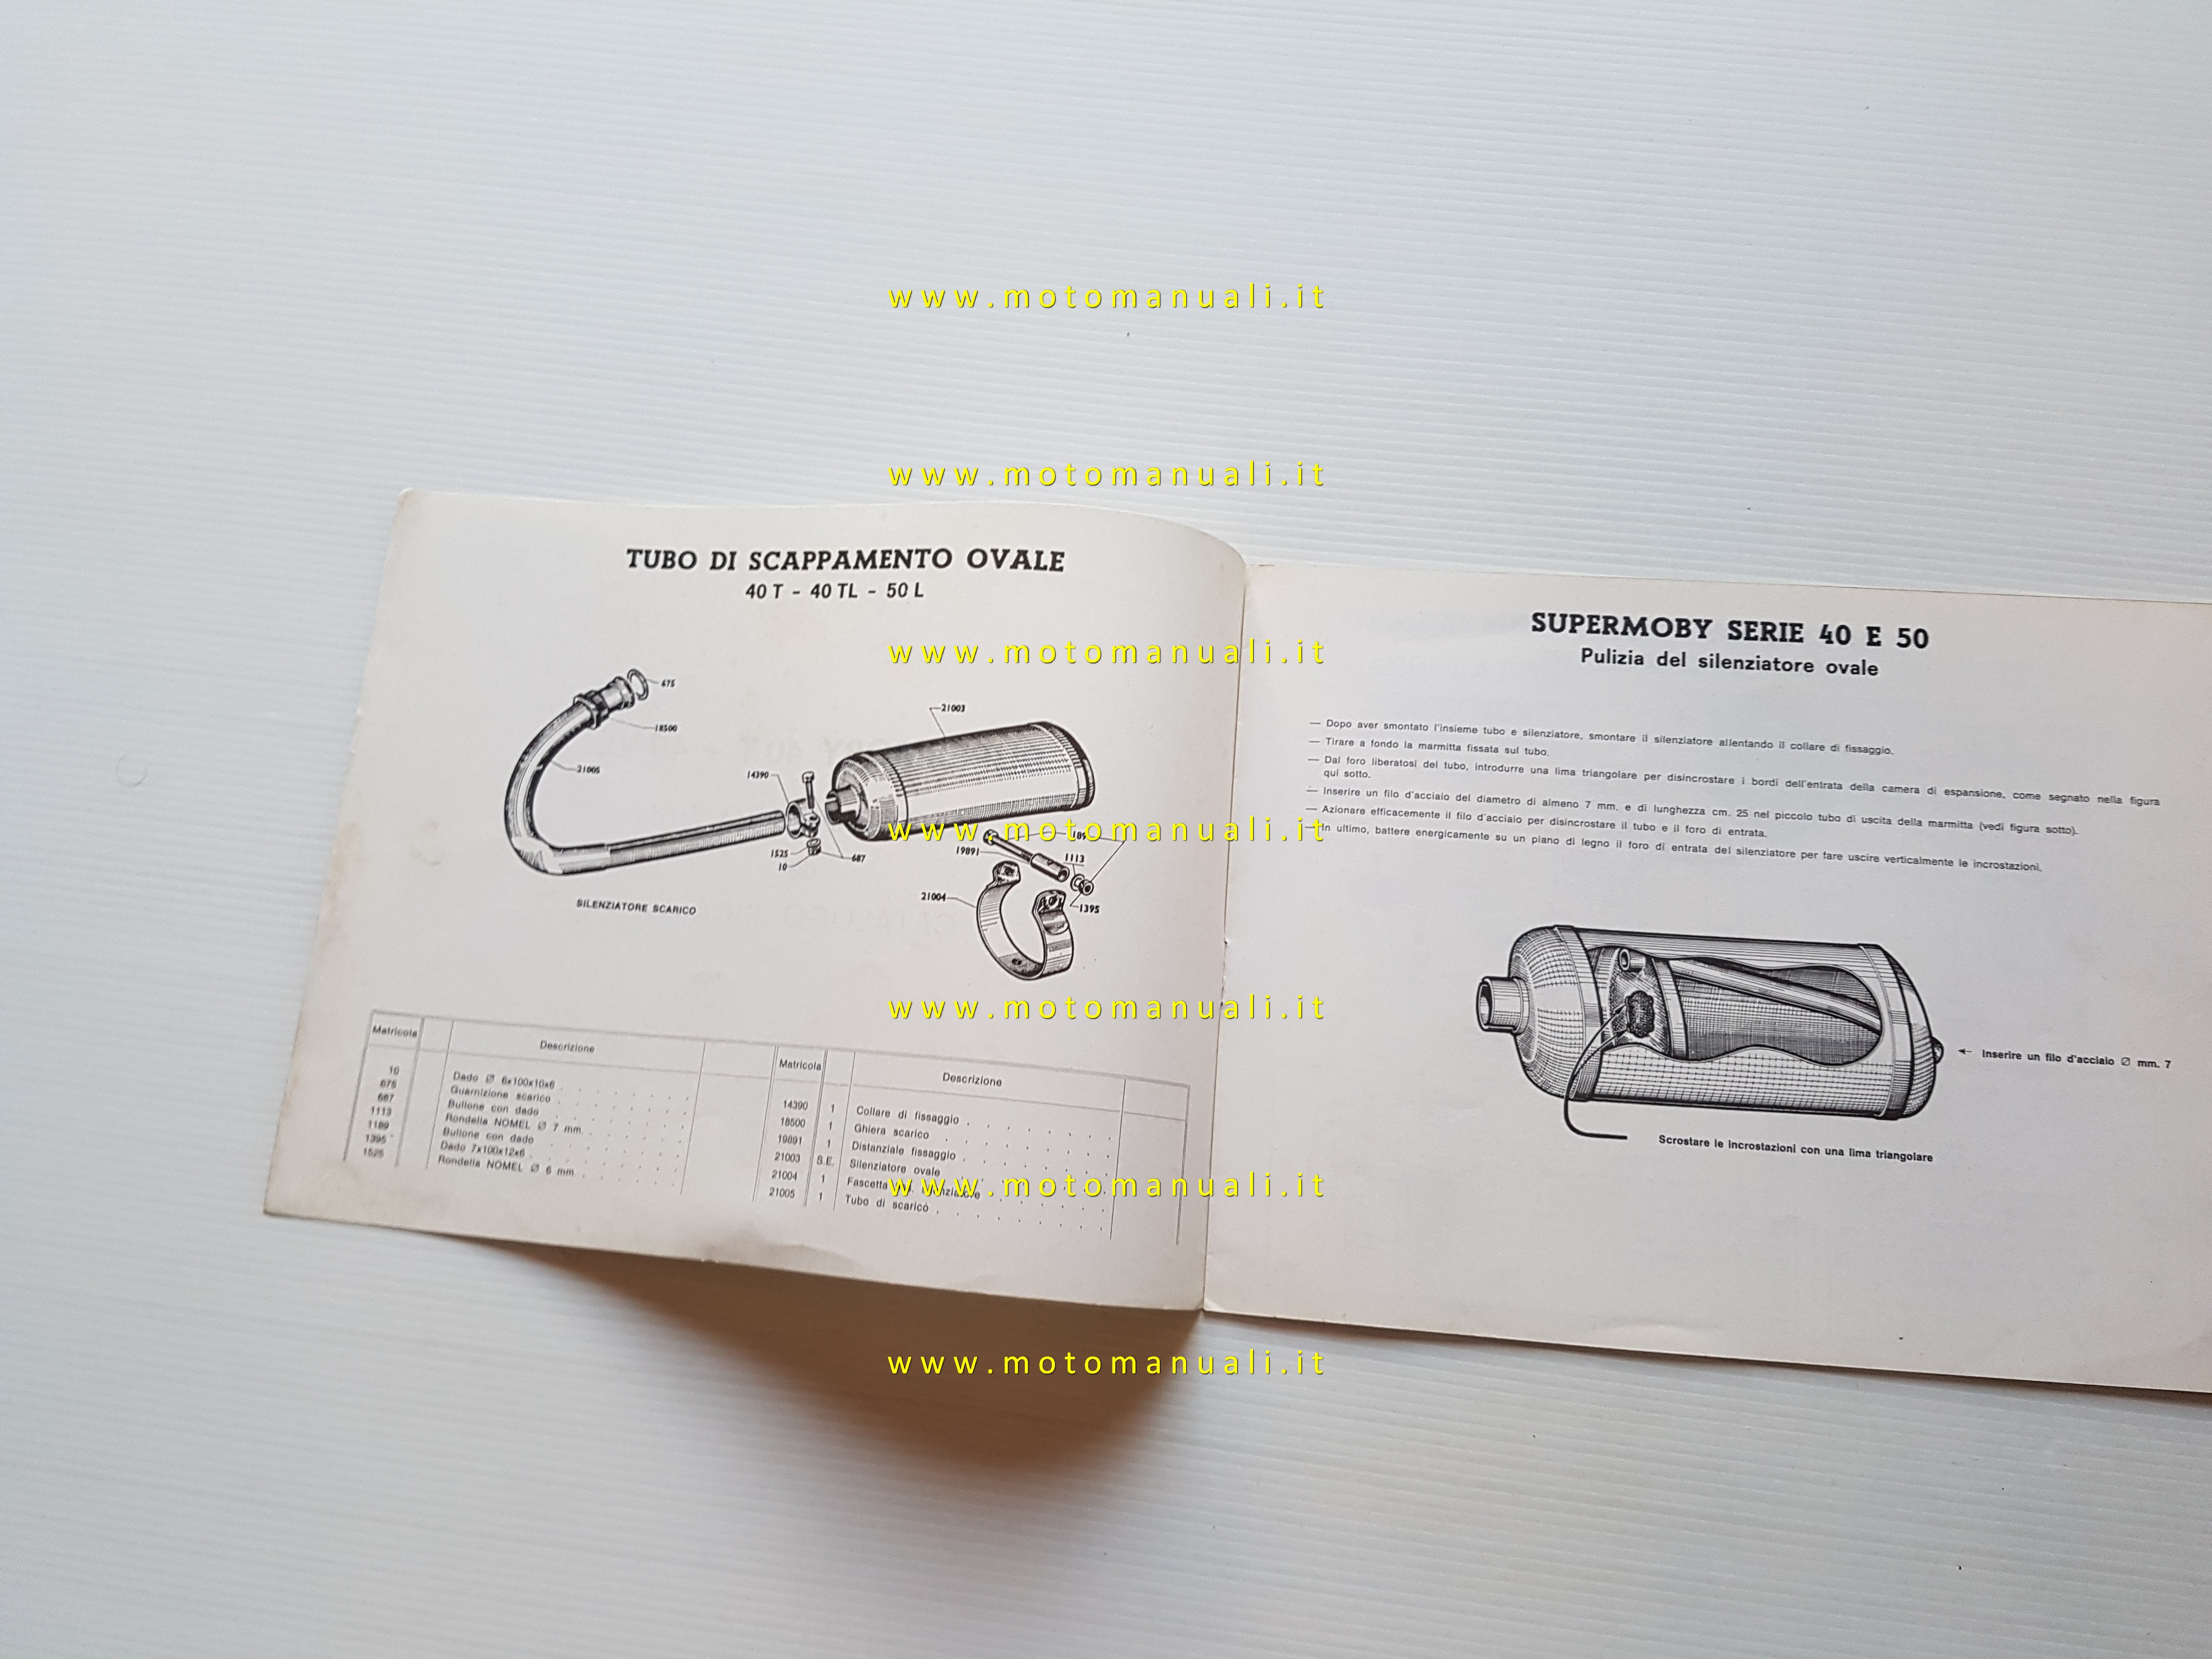 www.motomanuali.it
www.motomanuali.it
TUBO DI SCAPPAMENTO OVALE
40 T - 40 TL - 50 L
www.motomanuali.it
675
18500
21005
21003
14390
1525
10
687
www.motomanuali.it
19891
1113
21004
1395
SILENZIATORE SCARICO
www.motomanuali.it
Matricola Descrizione
10 Dado Ø 6x100x10x6
675 Guarnizione scarico
687 Bullone con dado
1113 Rondella NOMEL Ø 7 mm.
1189 Bullone con dado
1395 Dado 7x100x12x6
1525 Rondella NOMEL Ø 6 mm
Matricola Descrizione
14390 1 Collare di fissaggio
18500 1 Ghiera scarico
19891 1 Distanziale fissaggio
21003 S.E. Silenziatore ovale
21004 1 Fascetta
21005 1 Tubo di scarico
www.motomanuali.it
www.motomanuali.it
SUPERMOBY SERIE 40 E 50
Pulizia del silenziatore ovale
— Dopo aver smontato l'insieme tubo e silenziatore, smontare il silenziatore allentando il collare di fissaggio.
— Tirare a fondo la marmitta fissata sul tubo.
— Dal foro liberatosi del tubo, introdurre una lima triangolare per disincrostare i bordi dell'entrata della camera di espansione, come segnato nella figura
qui sotto.
— Inserire un filo d'acciaio del diametro di almeno 7 mm. e di lunghezza cm. 25 nel piccolo tubo di uscita della marmitta (vedi figura sotto).
— Azionare efficacemente il filo d'acciaio per disincrostare il tubo e il foro di entrata.
In ultimo, battere energicamente su un plano di legno il foro di entrata del silenziatore per fare uscire verticalmente le incrostazioni.
Inserire un filo d'acciaio Ø mm. 7
Scrostare le incrostazioni con una lima triangolare